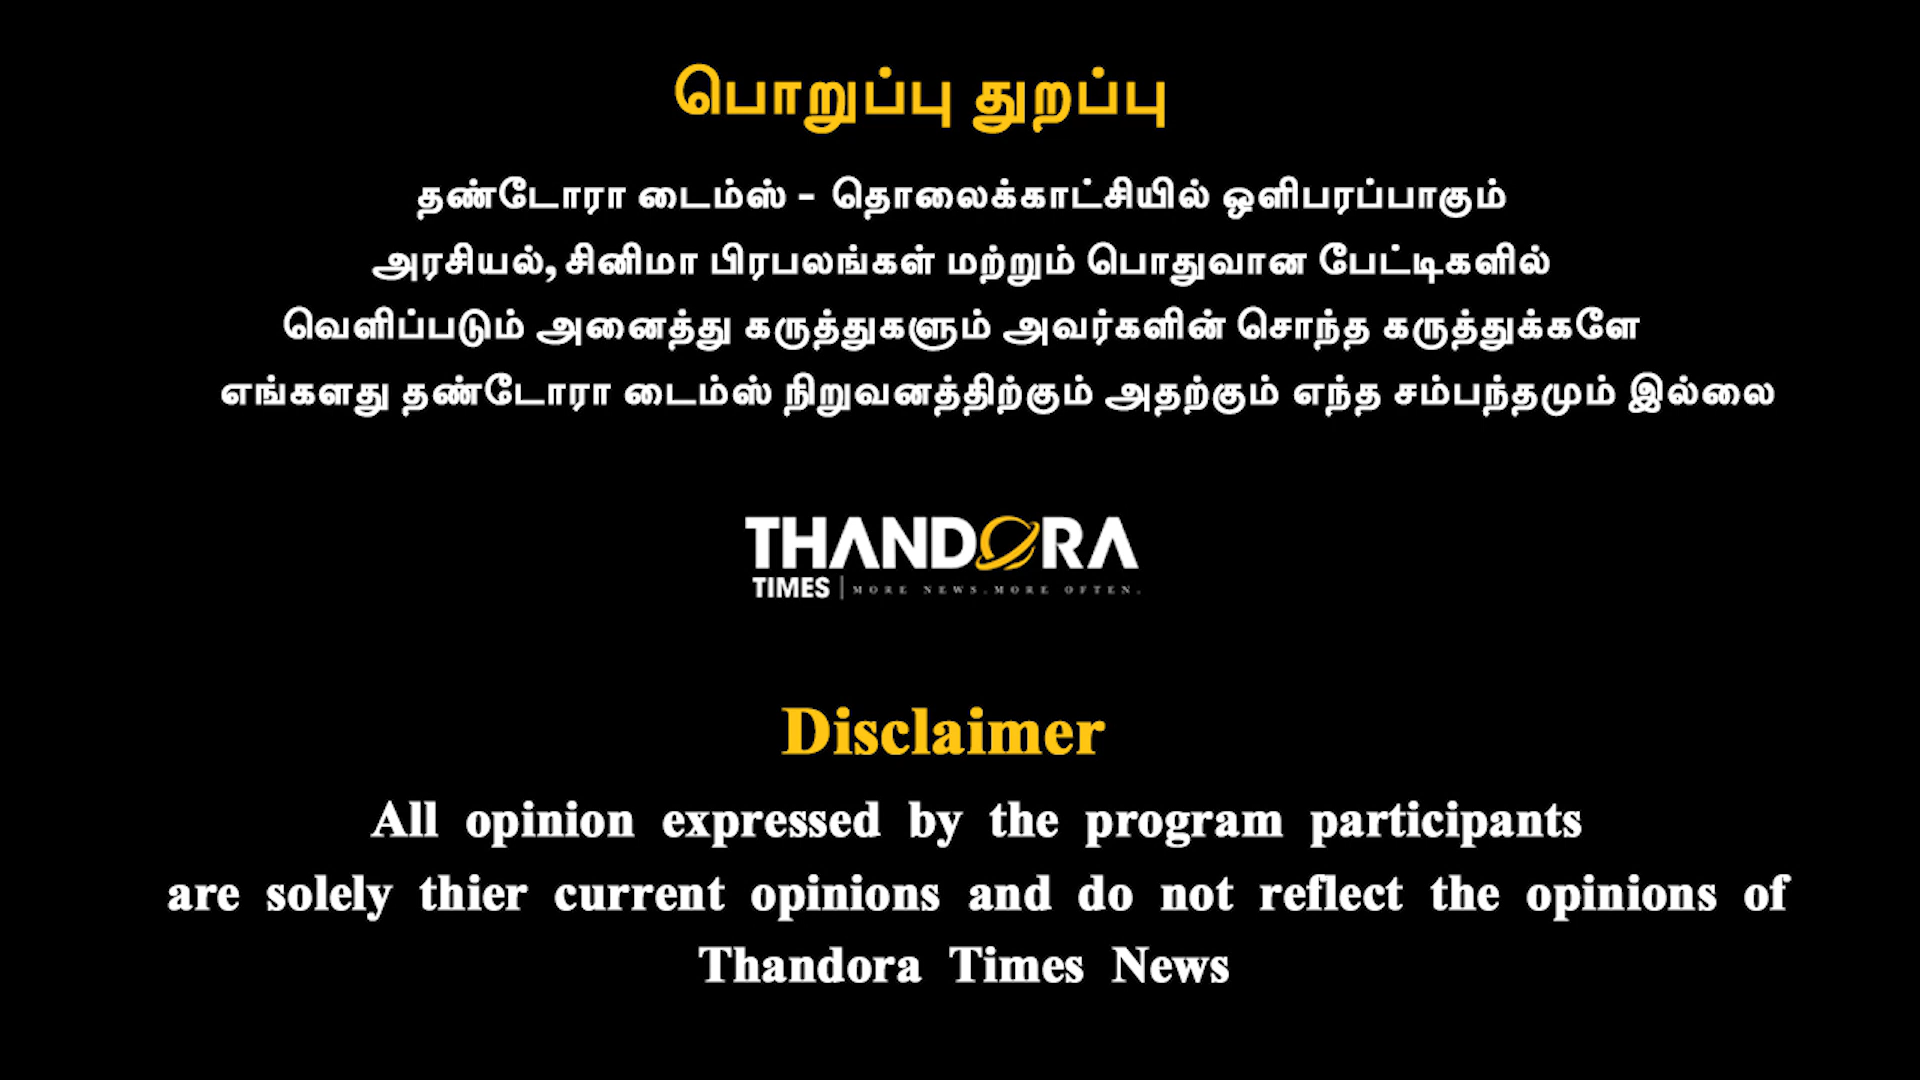 பொறுப்பு துறப்பு
தண்டோரா டைம்ஸ் - தொலைக்காட்சியில் ஒளிபரப்பாகும்
அரசியல், சினிமா பிரபலங்கள் மற்றும் பொதுவான பேட்டிகளில்
வெளிப்படும் அனைத்து கருத்துகளும் அவர்களின் சொந்த கருத்துக்களே
எங்களது தண்டோரா டைம்ஸ் நிறுவனத்திற்கும் அதற்கும் எந்த சம்பந்தமும் இல்லை
THANDORA
TIMES | MORE NEWS.MORE OFTEN.
Disclaimer
All opinion expressed by the program participants
are solely thier current opinions and do not reflect the opinions of
Thandora Times News